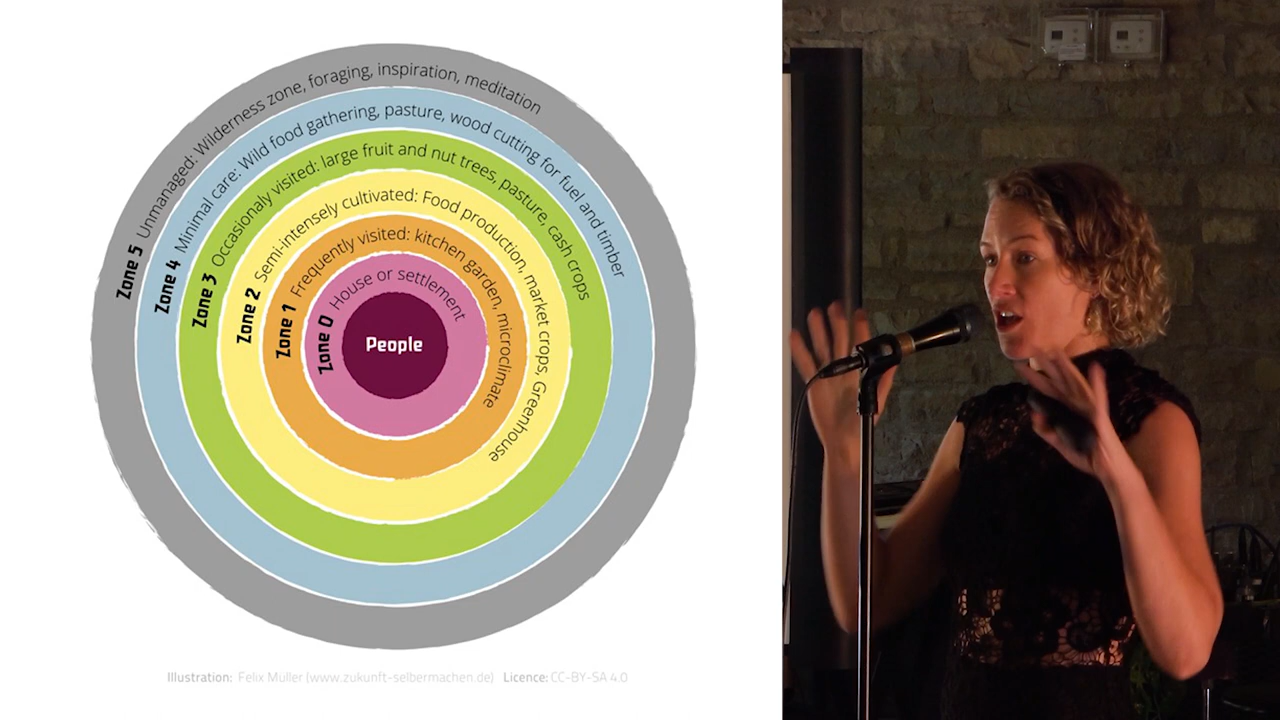 Zone 5 Unmanaged: Wilderness zone, foraging, inspiration, meditation
Zone 4 Minimal care: Wild food gathering, pasture, wood cutting for fuel and timber
Zone 3 Occasionaly visited: large fruit and nut trees, pasture, cash crops
Zone 2 Semi-intensely cultivated: Food production, market crops, Greenhouse
Zone 1 Frequently visited: kitchen garden, microclimate
Zone 0 House or settlement
People
Illustration: Felix Müller (www.zukunft-selbermachen.de) Licence: CC-BY-SA 4.0